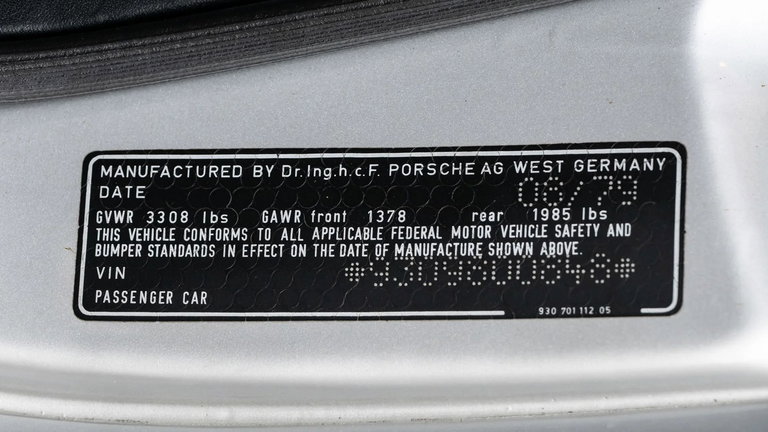 MANUFACTURED BY Dr.Ing.h.c.F. PORSCHE AG WEST GERMANY
DATE 08/79
GVWR 3308 lbs GAWR front 1378 rear 1985 lbs
THIS VEHICLE CONFORMS TO ALL APPLICABLE FEDERAL MOTOR VEHICLE SAFETY AND
BUMPER STANDARDS IN EFFECT ON THE DATE OF MANUFACTURE SHOWN ABOVE.
VIN *9309800648*
PASSENGER CAR
930 701 112 05